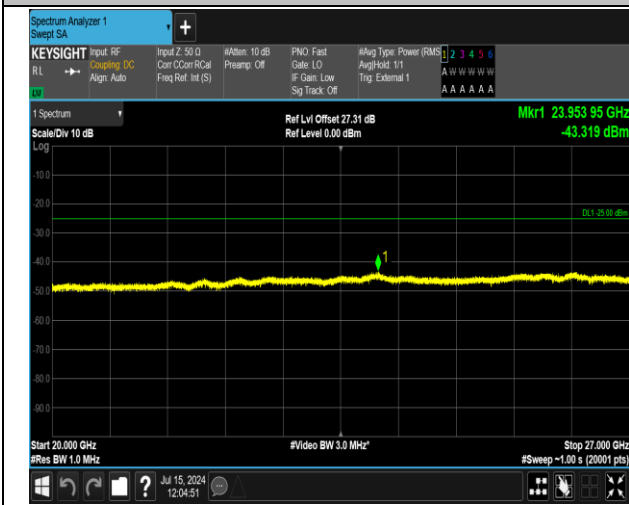 Spectrum Analyzer 1
Swept SA
KEYSIGHT
RL
LXI
Input: RF
Coupling: DC
Align: Auto
Input Z: 50 Ω
Corr CCorr RCal
Freq Ref: Int (S)
#Atten: 10 dB
Preamp: Off
PNO: Fast
Gate: LO
IF Gain: Low
Sig Track: Off
#Avg Type: Power (RMS
Avg|Hold: 1/1
Trig: External 1
1 2 3 4 5 6
A W W W W W
A A A A A A
1 Spectrum
Scale/Div 10 dB
Log
Ref Lvl Offset 27.31 dB
Ref Level 0.00 dBm
Mkr1 23.953 95 GHz
-43.319 dBm
-10.0
-20.0
DL1 -25.00 dBm
-30.0
-40.0
1
-50.0
-60.0
-70.0
-80.0
-90.0
Start 20.000 GHz
#Video BW 3.0 MHz*
Stop 27.000 GHz
#Res BW 1.0 MHz
#Sweep ~1.00 s (20001 pts)
?
Jul 15, 2024
12:04:51